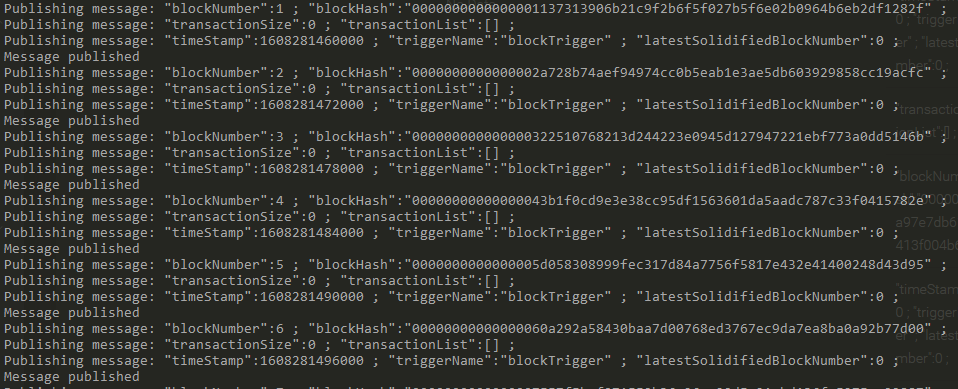 Publishing message: "blockNumber":1 ; "blockHash":"0000000000000001137313906b21c9f2b6f5f027b5f6e02b0964b6eb2df1282f" ;
"transactionSize":0 ; "transactionList":[] ;
Publishing message: "timeStamp":1608281460000 ; "triggerName":"blockTrigger" ; "latestSolidifiedBlockNumber":0 ;
Message published
Publishing message: "blockNumber":2 ; "blockHash":"0000000000000002a728b74aef94974cc0b5eab1e3ae5db603929858cc19acfc" ;
Publishing message: "transactionSize":0 ; "transactionList":[] ;
Publishing message: "timeStamp":1608281472000 ; "triggerName":"blockTrigger" ; "latestSolidifiedBlockNumber":0 ;
Message published
Publishing message: "blockNumber":3 ; "blockHash":"0000000000000003225107682​13d244223e0945d127947221ebf773a0dd5146b" ;
Publishing message: "transactionSize":0 ; "transactionList":[] ;
Publishing message: "timeStamp":1608281478000 ; "triggerName":"blockTrigger" ; "latestSolidifiedBlockNumber":0 ;
Message published
Publishing message: "blockNumber":4 ; "blockHash":"00000000000000043b1f0cd9e3e38cc95df1563601da5aadc787c33f0415782e" ;
Publishing message: "transactionSize":0 ; "transactionList":[] ;
Publishing message: "timeStamp":1608281484000 ; "triggerName":"blockTrigger" ; "latestSolidifiedBlockNumber":0 ;
Message published
Publishing message: "blockNumber":5 ; "blockHash":"0000000000000005d058308999fec317d84a7756f5817e432e41400248d43d95" ;
Publishing message: "transactionSize":0 ; "transactionList":[] ;
Publishing message: "timeStamp":1608281490000 ; "triggerName":"blockTrigger" ; "latestSolidifiedBlockNumber":0 ;
Message published
Publishing message: "blockNumber":6 ; "blockHash":"00000000000000060a292a58430baa7d00768ed3767ec9da7ea8ba0a92b77d00" ;
Publishing message: "transactionSize":0 ; "transactionList":[] ;
Publishing message: "timeStamp":1608281496000 ; "triggerName":"blockTrigger" ; "latestSolidifiedBlockNumber":0 ;
Message published